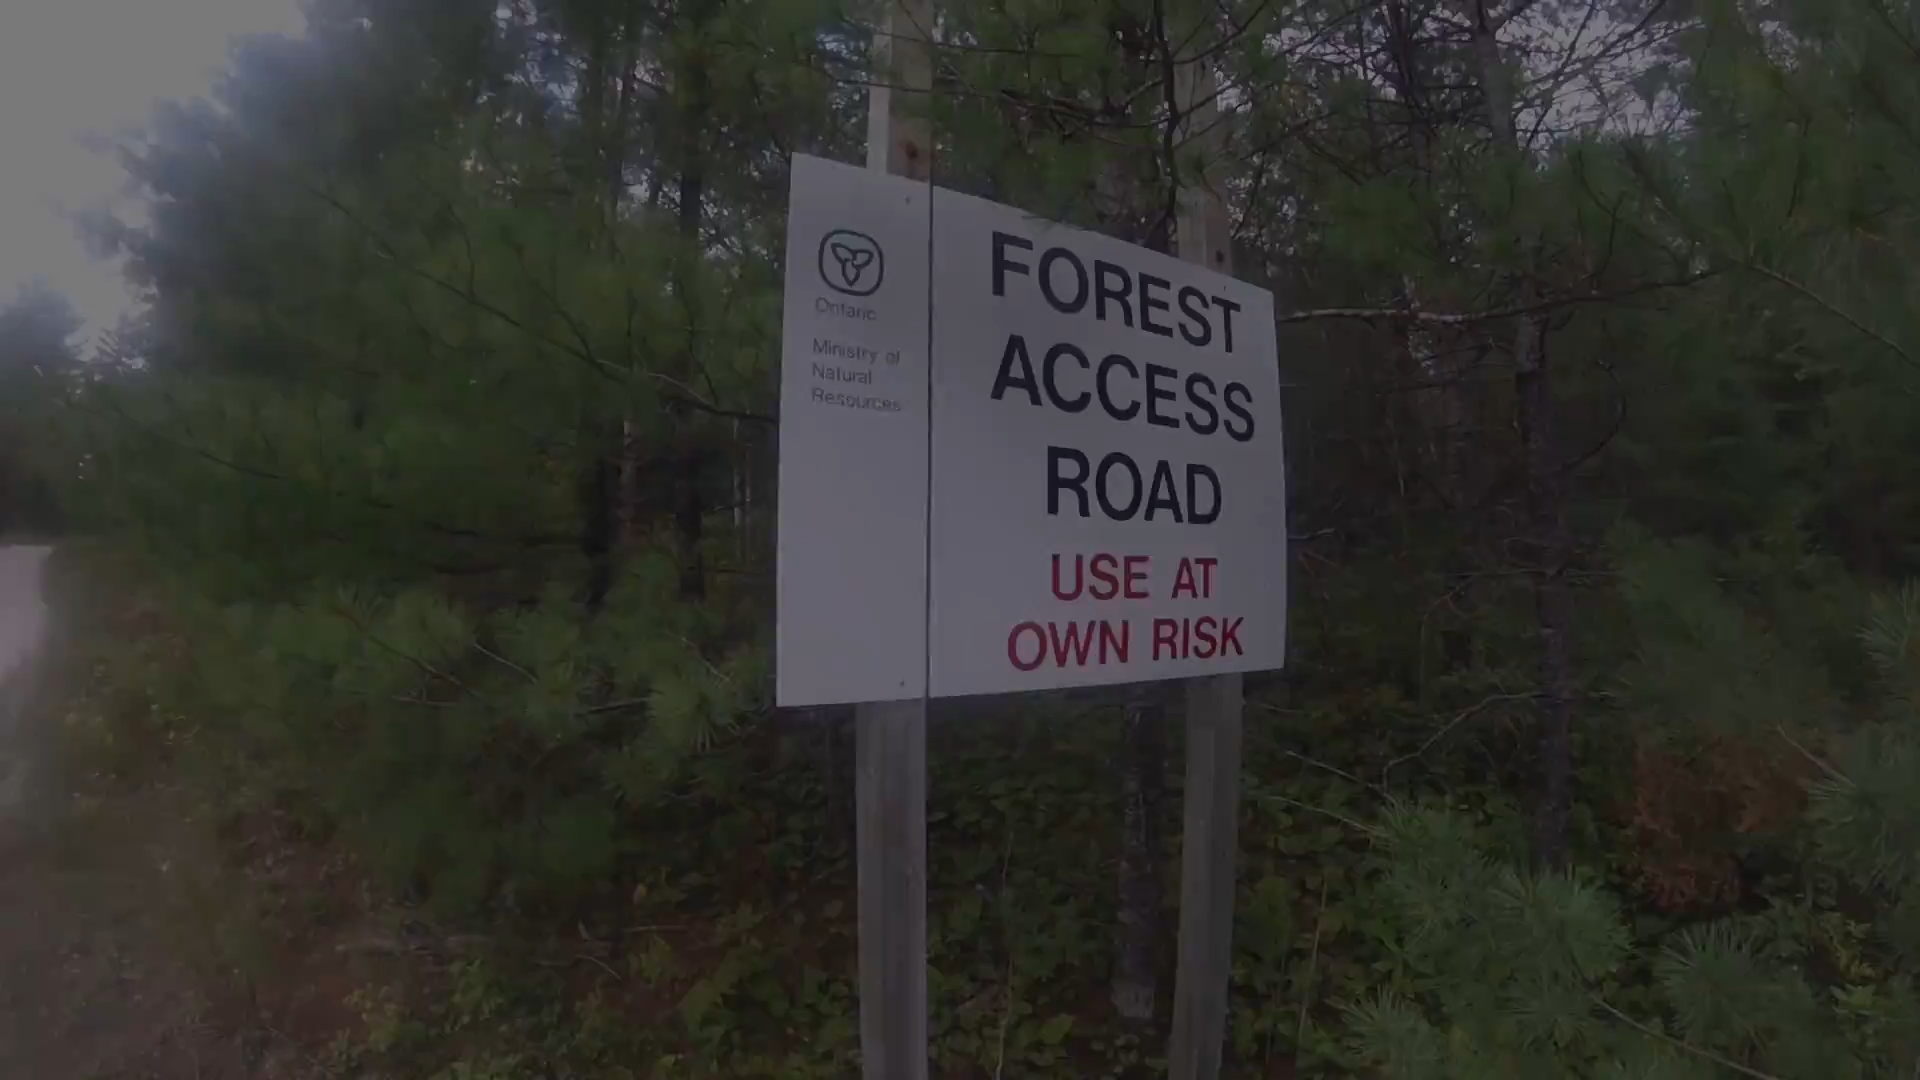 Ontario
Ministry of
Natural
Resources
FOREST
ACCESS
ROAD
USE AT
OWN RISK